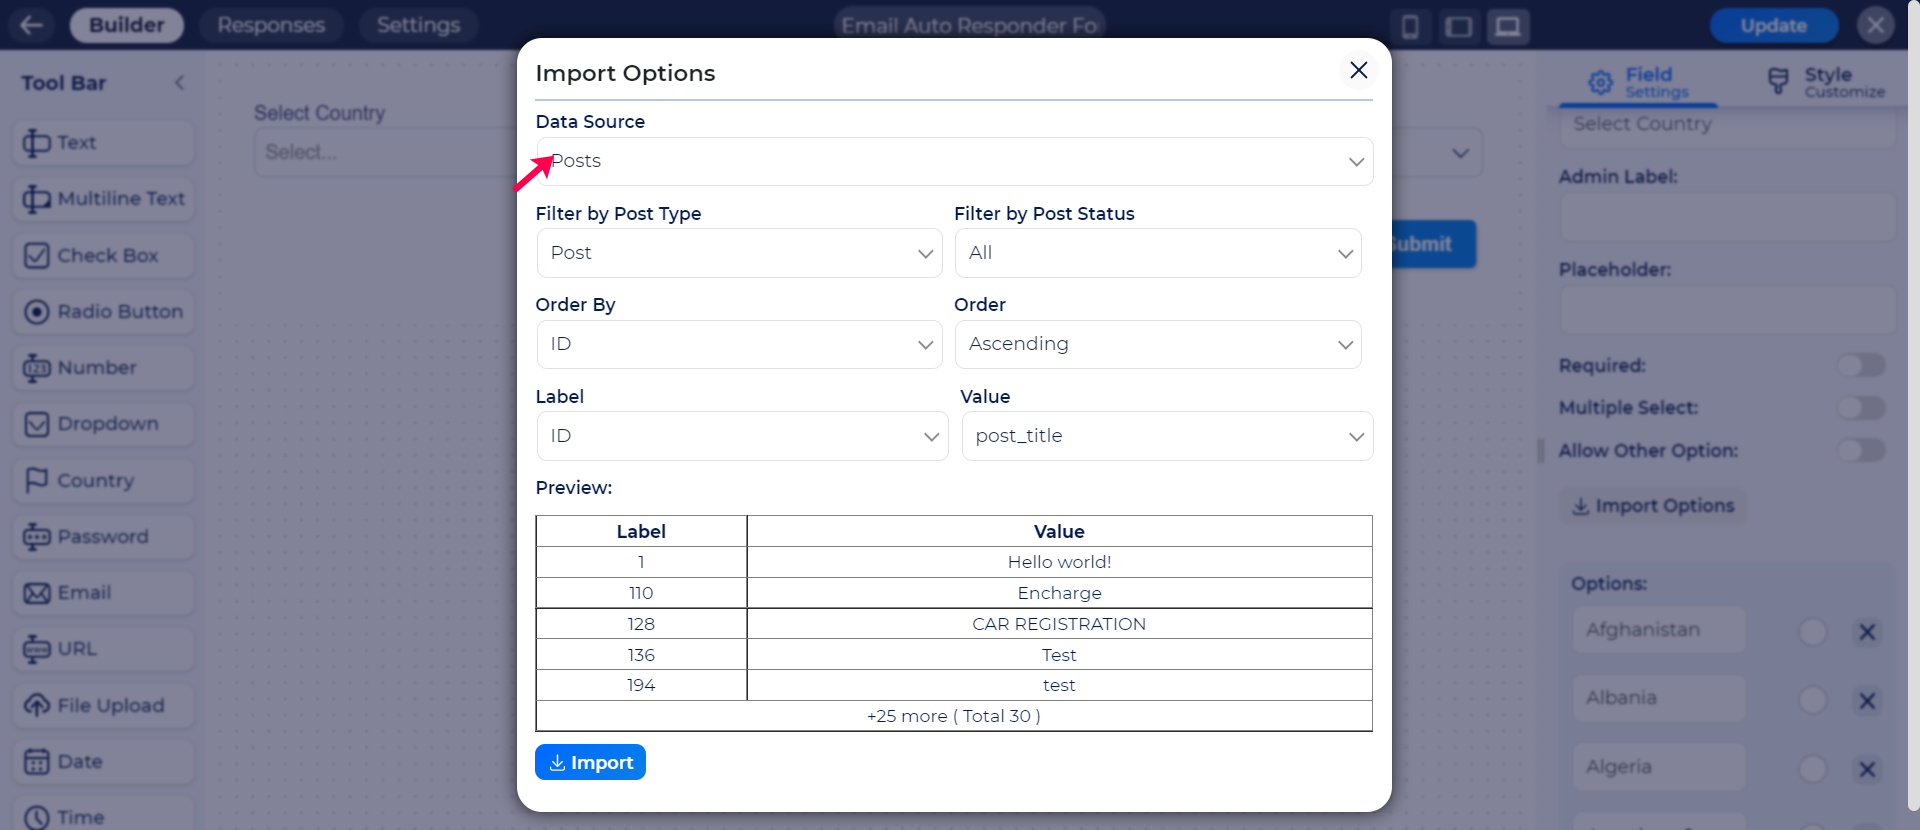 Builder
Responses
Settings
Email Auto Responder Fo
Update
Tool Bar
Text
Multiline Text
Check Box
Radio Button
Number
Dropdown
Country
Password
Email
URL
File Upload
Date
Time
Select Country
Select...
Submit
Import Options
Data Source
Posts
Filter by Post Type
Filter by Post Status
Post
All
Order By
Order
ID
Ascending
Label
Value
ID
post_title
Preview:
Label Value
1 Hello world!
110 Encharge
128 CAR REGISTRATION
136 Test
194 test
+25 more ( Total 30 )
Import
Field
Settings
Style
Customize
Select Country
Admin Label:
Placeholder:
Required:
Multiple Select:
Allow Other Option:
Import Options
Options:
Afghanistan
Albania
Algeria